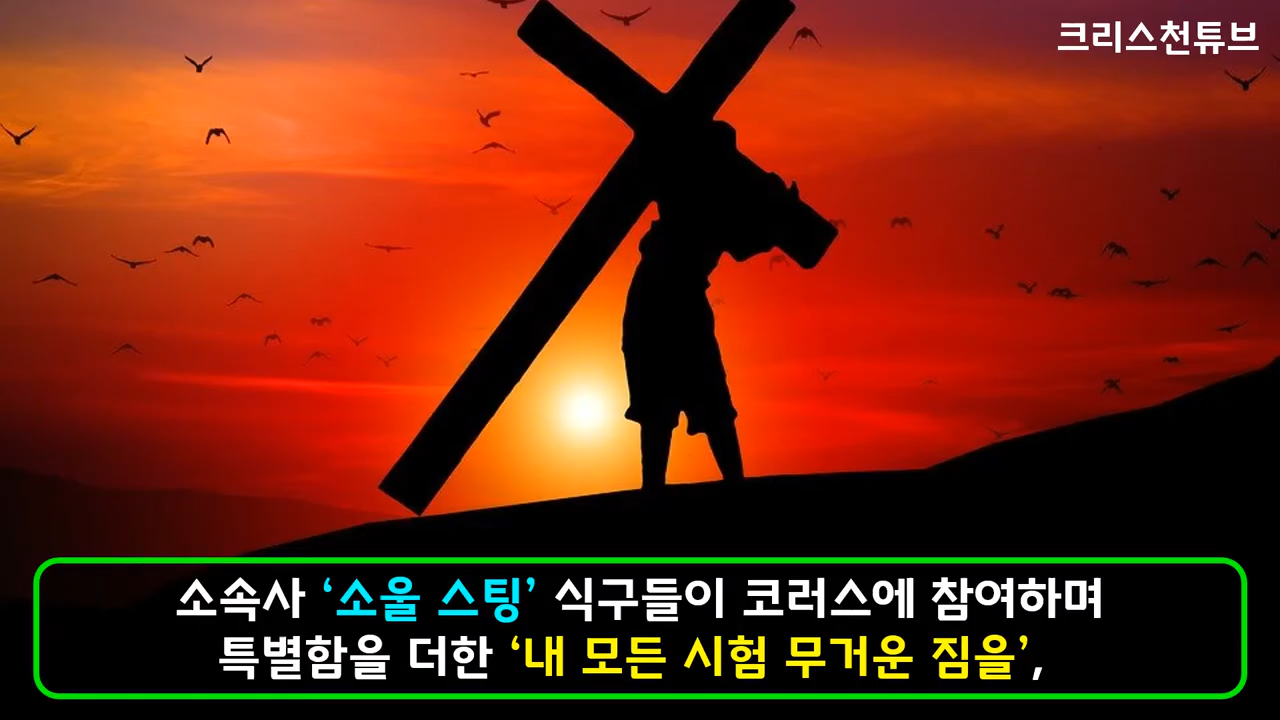 크리스천튜브
소속사 ‘소울 스팅’ 식구들이 코러스에 참여하며
특별함을 더한 ‘내 모든 시험 무거운 짐을’,